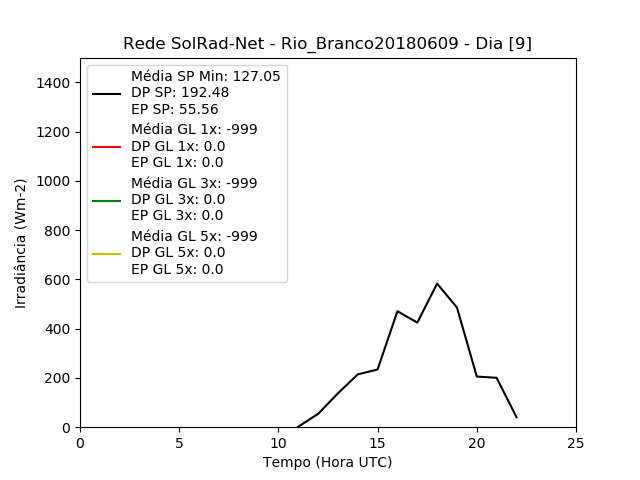 Rede SolRad-Net - Rio_Branco20180609 - Dia [9]
Média SP Min: 127.05
DP SP: 192.48
EP SP: 55.56
Média GL 1x: -999
DP GL 1x: 0.0
EP GL 1x: 0.0
Média GL 3x: -999
DP GL 3x: 0.0
EP GL 3x: 0.0
Média GL 5x: -999
DP GL 5x: 0.0
EP GL 5x: 0.0
Irradiância (Wm-2)
1400
1200
1000
800
600
400
200
0
0 5 10 15 20 25
Tempo (Hora UTC)